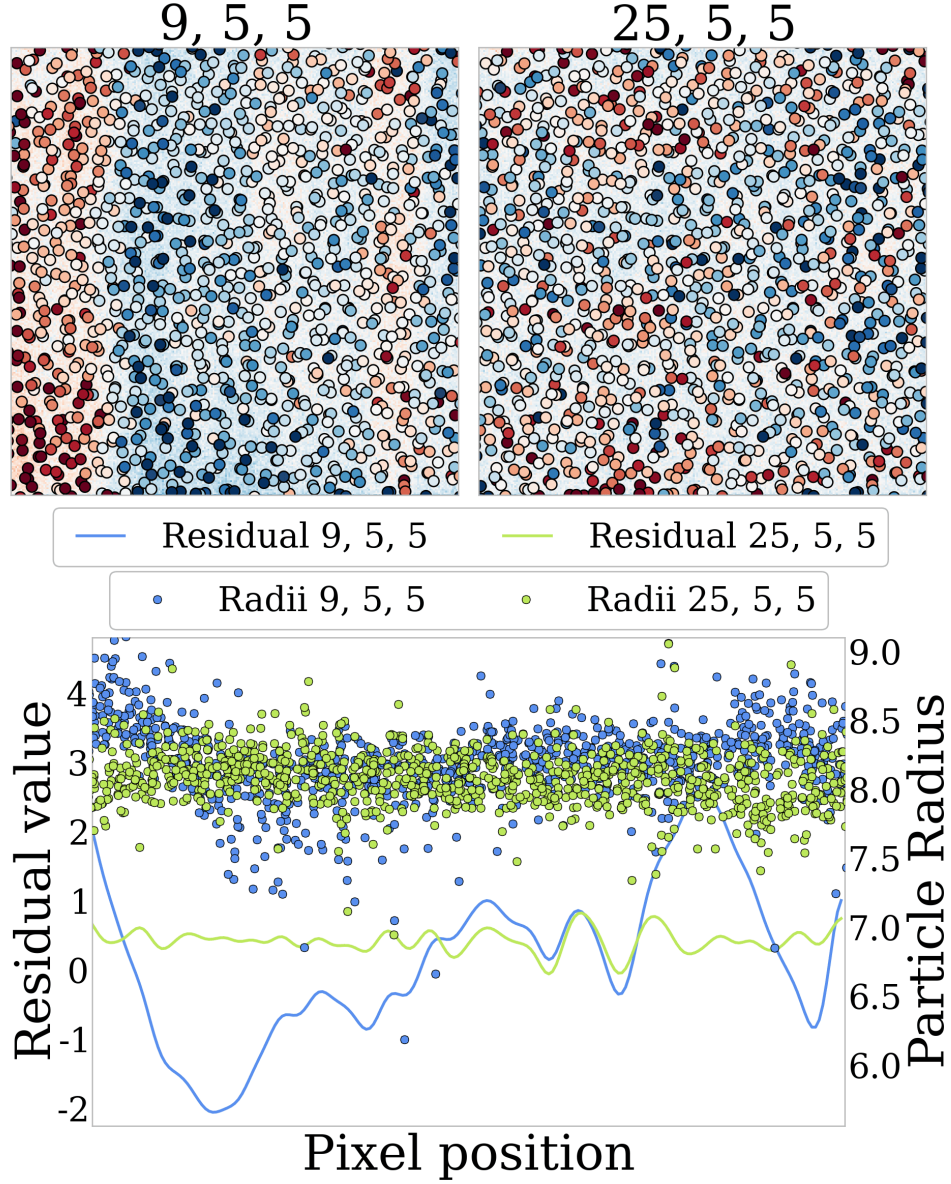 9, 5, 5
25, 5, 5
Residual 9, 5, 5
Residual 25, 5, 5
Radii 9, 5, 5
Radii 25, 5, 5
Residual value
4
3
2
1
0
-1
-2
9.0
8.5
8.0
7.5
7.0
6.5
6.0
Particle Radius
Pixel position